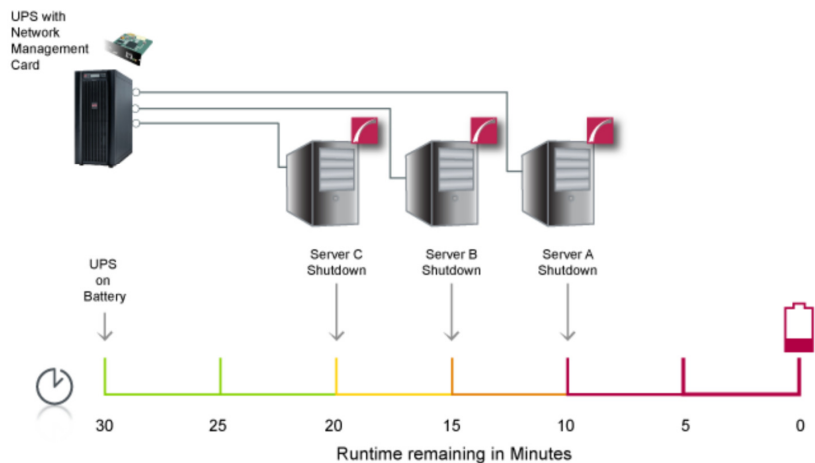 UPS with
Network
Management
Card
Server C
Shutdown
Server B
Shutdown
Server A
Shutdown
UPS
on
Battery
30
25
20
15
10
5
0
Runtime remaining in Minutes